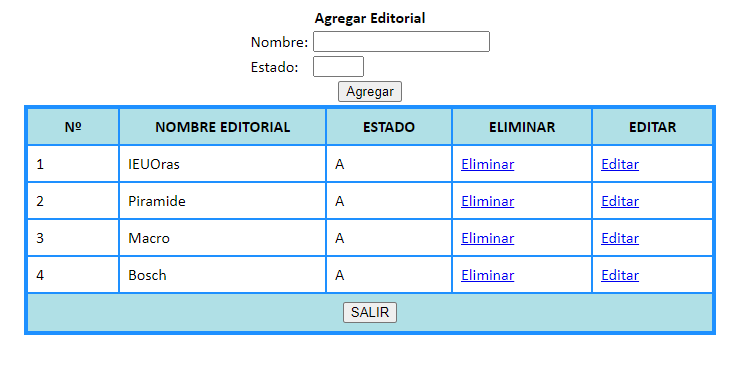 Agregar Editorial
Nombre:
Estado:
Agregar
Nº NOMBRE EDITORIAL ESTADO ELIMINAR EDITAR
1 IEUOras A Eliminar Editar
2 Piramide A Eliminar Editar
3 Macro A Eliminar Editar
4 Bosch A Eliminar Editar
SALIR